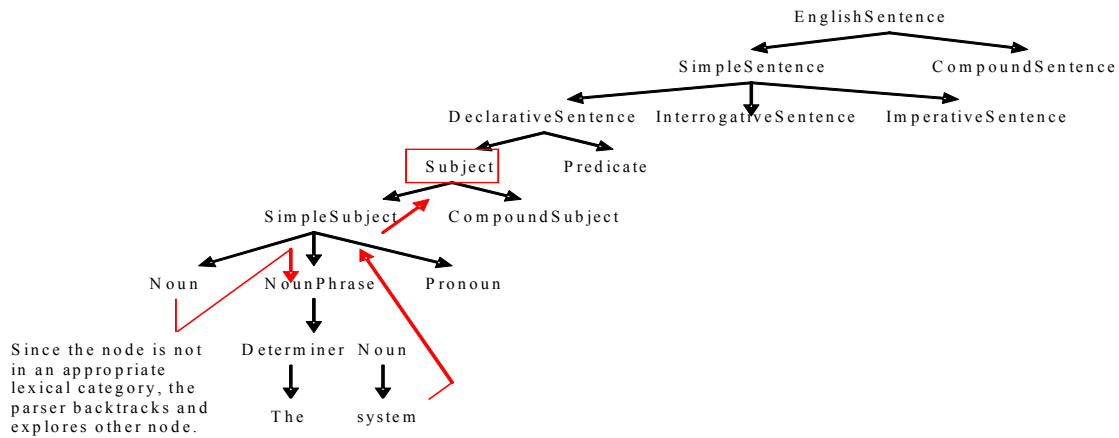 EnglishSentence
SimpleSentence CompoundSentence
DeclarativeSentence InterrogativeSentence ImperativeSentence
Subject Predicate
SimpleSubject CompoundSubject
Noun NounPhrase Pronoun
Since the node is not
in an appropriate
lexical category, the
parser backtracks and
explores other node.
Determiner Noun
The system